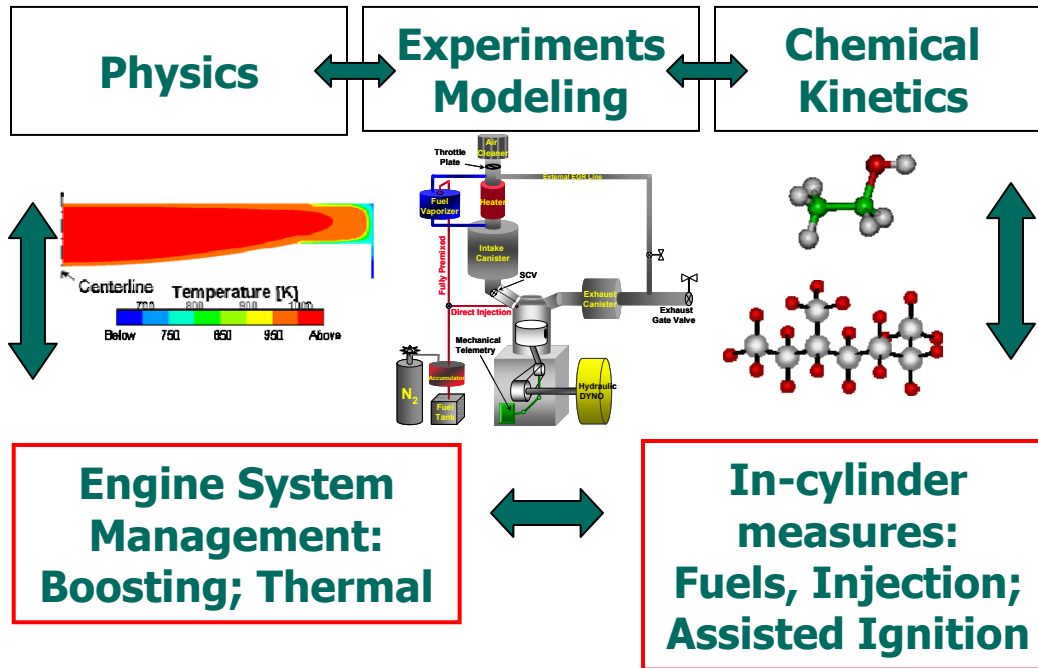 Physics
Experiments
Modeling
Chemical
Kinetics
Air
Cleaner
Throttle
Plate
External EGR Line
Fuel
Vaporizer
Heater
Intake
Canister
Fully Premixed
SCV
Exhaust
Canister
Direct Injection
Exhaust
Gate Valve
Mechanical
Telemetry
Accumulator
N2
Fuel
Tank
Hydraulic
DYNO
Centerline
Temperature [K]
700 800 900 1000
Below 750 850 950 Above
Engine System
Management:
Boosting; Thermal
In-cylinder
measures:
Fuels, Injection;
Assisted Ignition